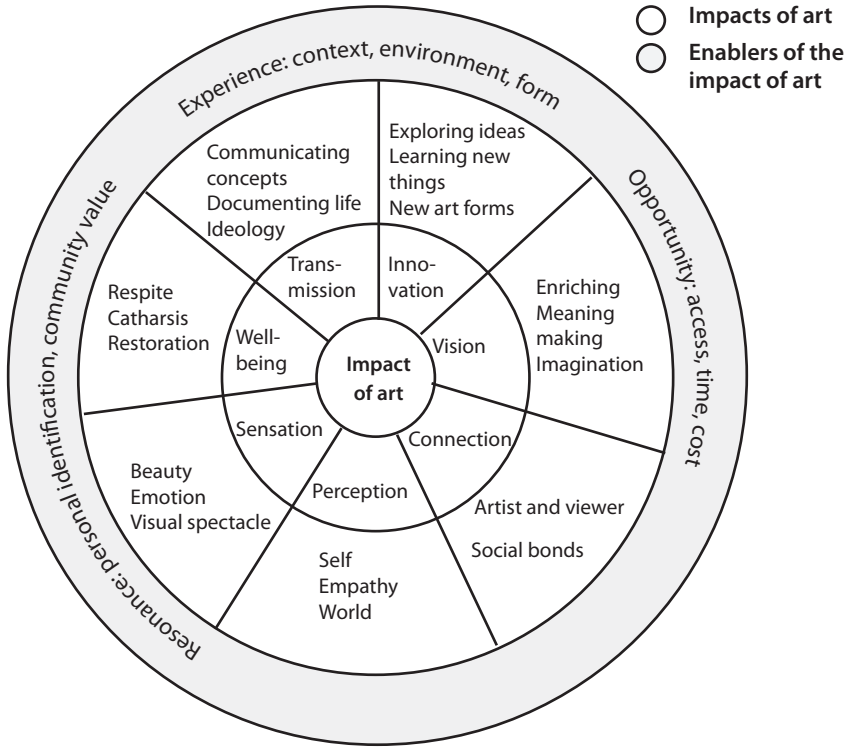 Impacts of art
Enablers of the
impact of art
Experience: context, environment, form
Opportunity: access, time, cost
Resonance: personal identification, community value
Communicating
concepts
Documenting life
Ideology
Exploring ideas
Learning new
things
New art forms
Trans-
mission
Inno-
vation
Respite
Catharsis
Restoration
Well-
being
Impact
of art
Vision
Enriching
Meaning
making
Imagination
Sensation
Connection
Beauty
Emotion
Visual spectacle
Perception
Artist and viewer
Social bonds
Self
Empathy
World